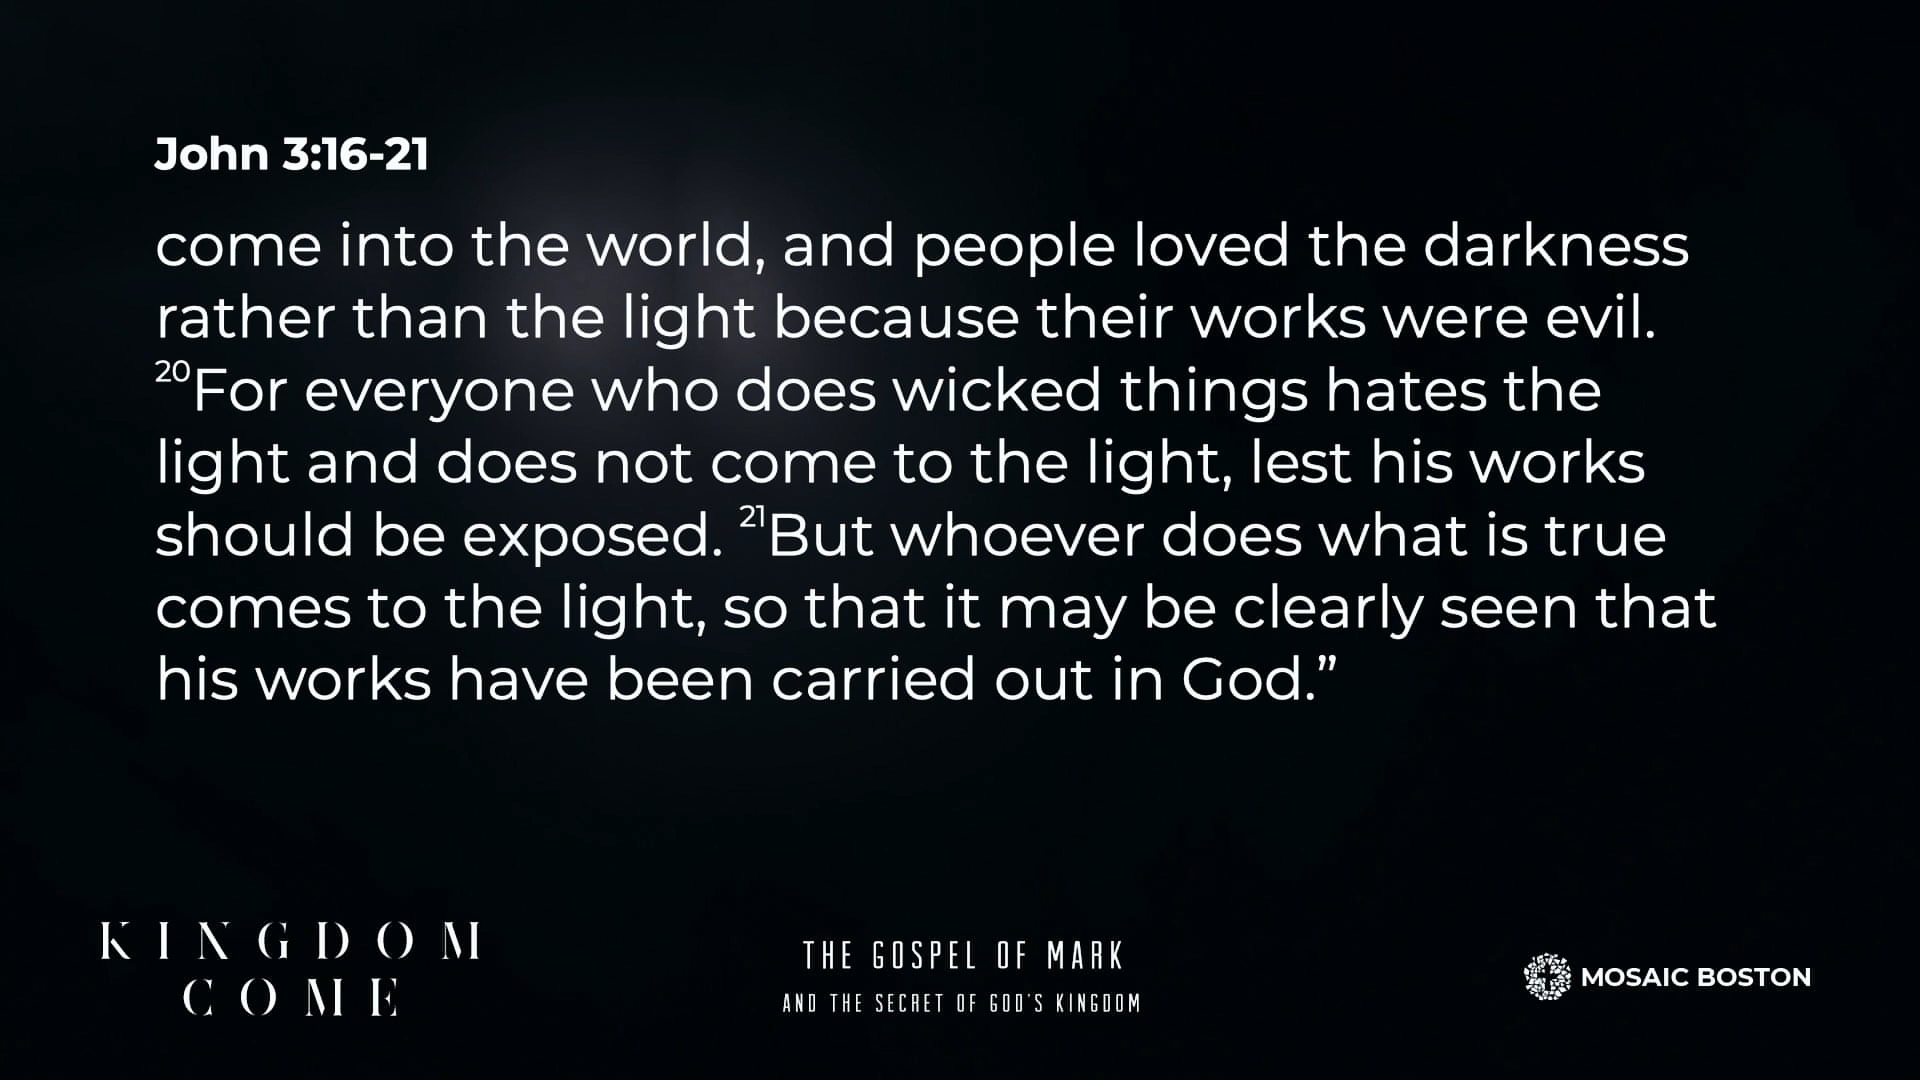 John 3:16-21
come into the world, and people loved the darkness
rather than the light because their works were evil.
20For everyone who does wicked things hates the
light and does not come to the light, lest his works
should be exposed. 21But whoever does what is true
comes to the light, so that it may be clearly seen that
his works have been carried out in God.”
KINGDOM
COME
THE GOSPEL OF MARK
AND THE SECRET OF GOD'S KINGDOM
MOSAIC BOSTON